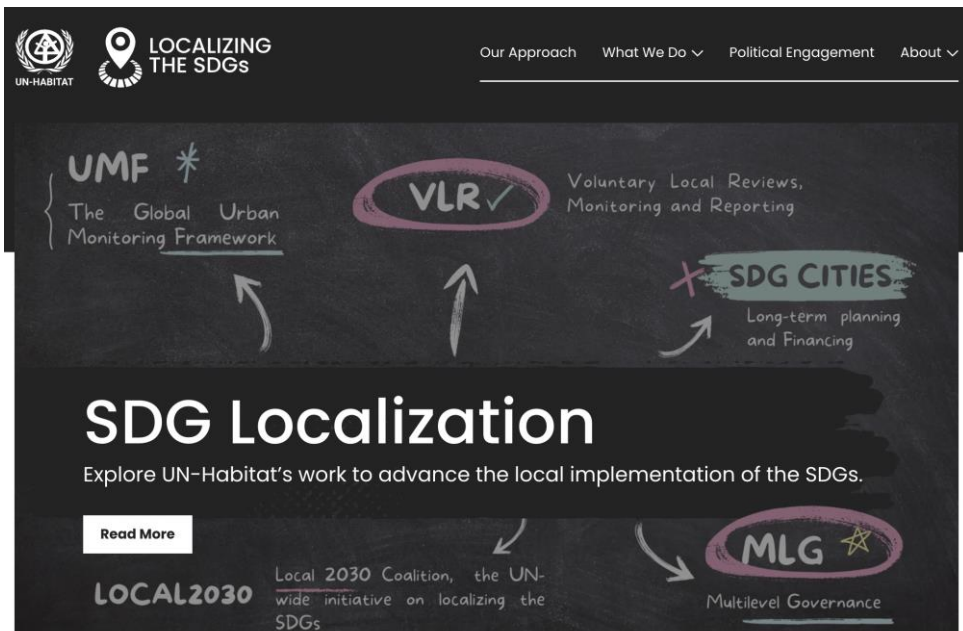 UN-HABITAT
LOCALIZING
THE SDGs
Our Approach
What We Do
Political Engagement
About
UMF
The Global Urban
Monitoring Framework
VLR
Voluntary Local Reviews,
Monitoring and Reporting
SDG CITIES
Long-term planning
and Financing
SDG Localization
Explore UN-Habitat's work to advance the local implementation of the SDGs.
Read More
LOCAL2030
Local 2030 Coalition, the UN-
wide initiative on localizing the
SDGs
MLG
Multilevel Governance